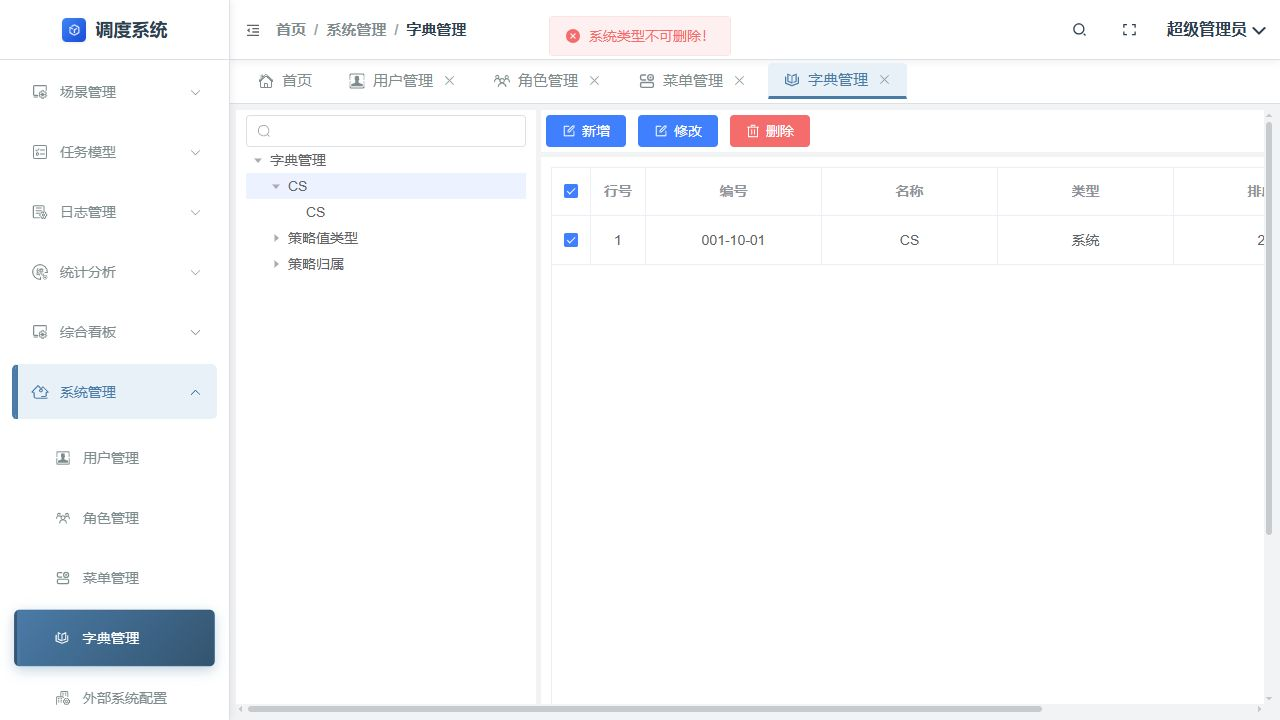 调度系统
首页 / 系统管理 / 字典管理
系统类型不可删除！
超级管理员
首页
用户管理
角色管理
菜单管理
字典管理
场景管理
任务模型
日志管理
统计分析
综合看板
系统管理
用户管理
角色管理
菜单管理
字典管理
外部系统配置
字典管理
CS
CS
策略值类型
策略归属
新增
修改
删除
行号 编号 名称 类型
1 001-10-01 CS 系统 2